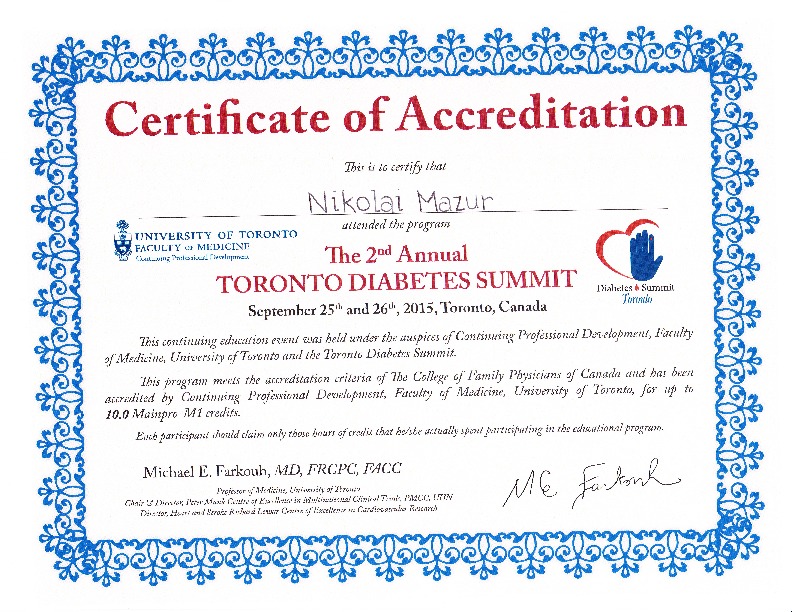 Certificate of Accreditation
This is to certify that
Nikolai Mazur
attended the program
UNIVERSITY OF TORONTO
FACULTY OF MEDICINE
Continuing Professional Development
The 2nd Annual
TORONTO DIABETES SUMMIT
September 25th and 26th, 2015, Toronto, Canada
Diabetes Summit
Toronto
This continuing education event was held under the auspices of Continuing Professional Development, Faculty
of Medicine, University of Toronto and the Toronto Diabetes Summit.
This program meets the accreditation criteria of The College of Family Physicians of Canada and has been
accredited by Continuing Professional Development, Faculty of Medicine, University of Toronto, for up to
10.0 Mainpro-M1 credits.
Each participant should claim only those hours of credit that he/she actually spent participating in the educational program.
Michael E. Farkouh, MD, FRCPC, FACC
Professor of Medicine, University of Toronto
Chair & Director, Peter Munk Centre of Excellence in Multinational Clinical Trials, PMCC, UHN
Director, Heart and Stroke Richard Lewar Centre of Excellence in Cardiovascular Research
M E Farkouh